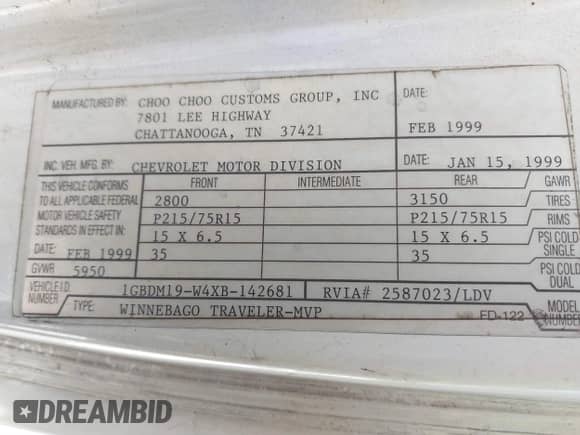 MANUFACTURED BY: CHOO CHOO CUSTOMS GROUP, INC DATE:
7801 LEE HIGHWAY
CHATTANOOGA, TN 37421 FEB 1999
INC. VEH. MFG. BY: CHEVROLET MOTOR DIVISION DATE: JAN 15, 1999
THIS VEHICLE CONFORMS FRONT INTERMEDIATE REAR GAWR
TO ALL APPLICABLE FEDERAL 2800 3150 TIRES
MOTOR VEHICLE SAFETY P215/75R15 P215/75R15 RIMS
STANDARDS IN EFFECT IN: 15 X 6.5 15 X 6.5 PSI COLD SINGLE
DATE: FEB 1999 35 35
GVWR 5950 PSI COLD DUAL
VEHICLE I.D. NUMBER 1GBDM19-W4XB-142681 RVIA# 2587023/LDV
TYPE: WINNEBAGO TRAVELER-MVP FD-122 MODEL NUMBER
DREAMBID